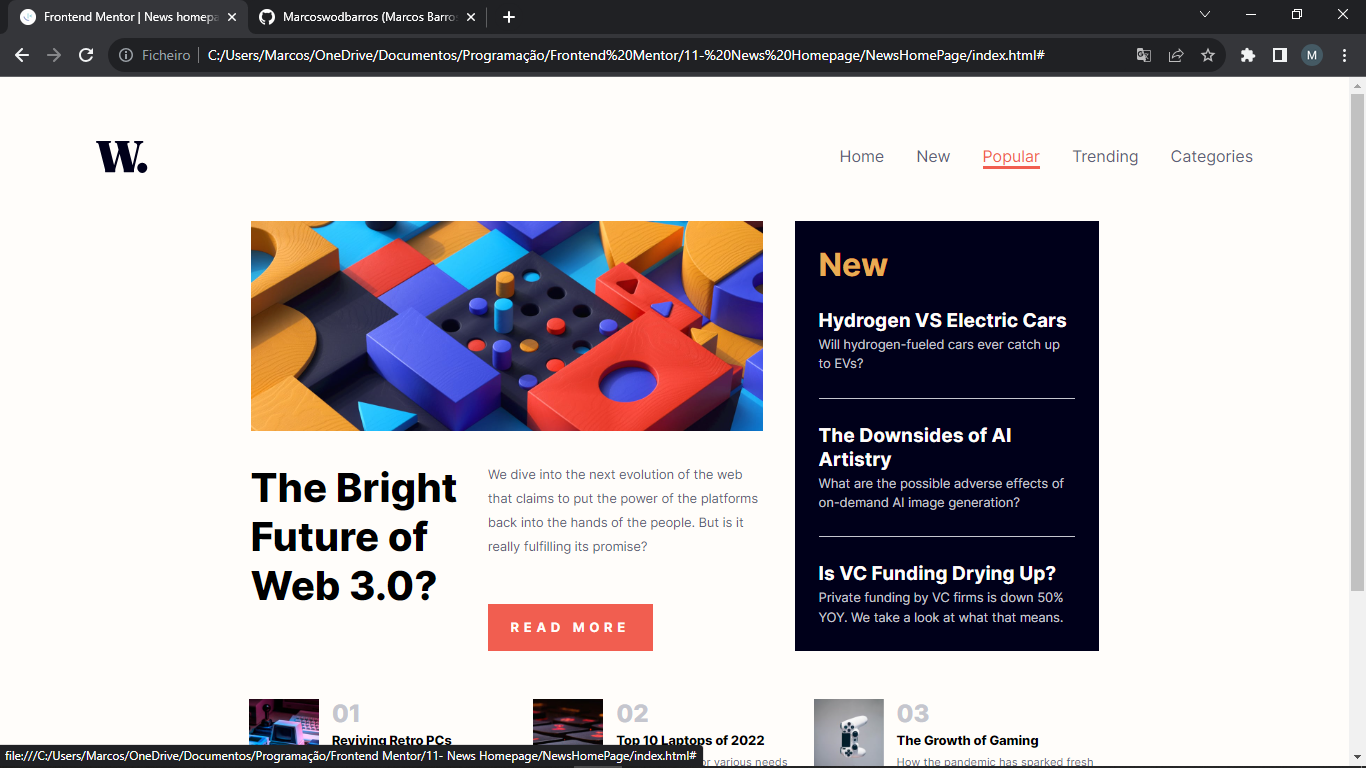 Frontend Mentor | News homepa
Marcoswodbarros (Marcos Barro
Ficheiro
C:/Users/Marcos/OneDrive/Documentos/Programação/Frontend%20Mentor/11-%20News%20Homepage/NewsHomePage/index.html#
M
W.
Home New Popular Trending Categories
New
Hydrogen VS Electric Cars
Will hydrogen-fueled cars ever catch up
to EVs?
The Downsides of AI
Artistry
What are the possible adverse effects of
on-demand AI image generation?
Is VC Funding Drying Up?
Private funding by VC firms is down 50%
YOY. We take a look at what that means.
The Bright
Future of
Web 3.0?
We dive into the next evolution of the web
that claims to put the power of the platforms
back into the hands of the people. But is it
really fulfilling its promise?
READ MORE
01
Reviving Retro PCs
02
Top 10 Laptops of 2022
various needs
03
The Growth of Gaming
How the pandemic has sparked fresh
file:///C:/Users/Marcos/OneDrive/Documentos/Programação/Frontend Mentor/11- News Homepage/NewsHomePage/index.html#